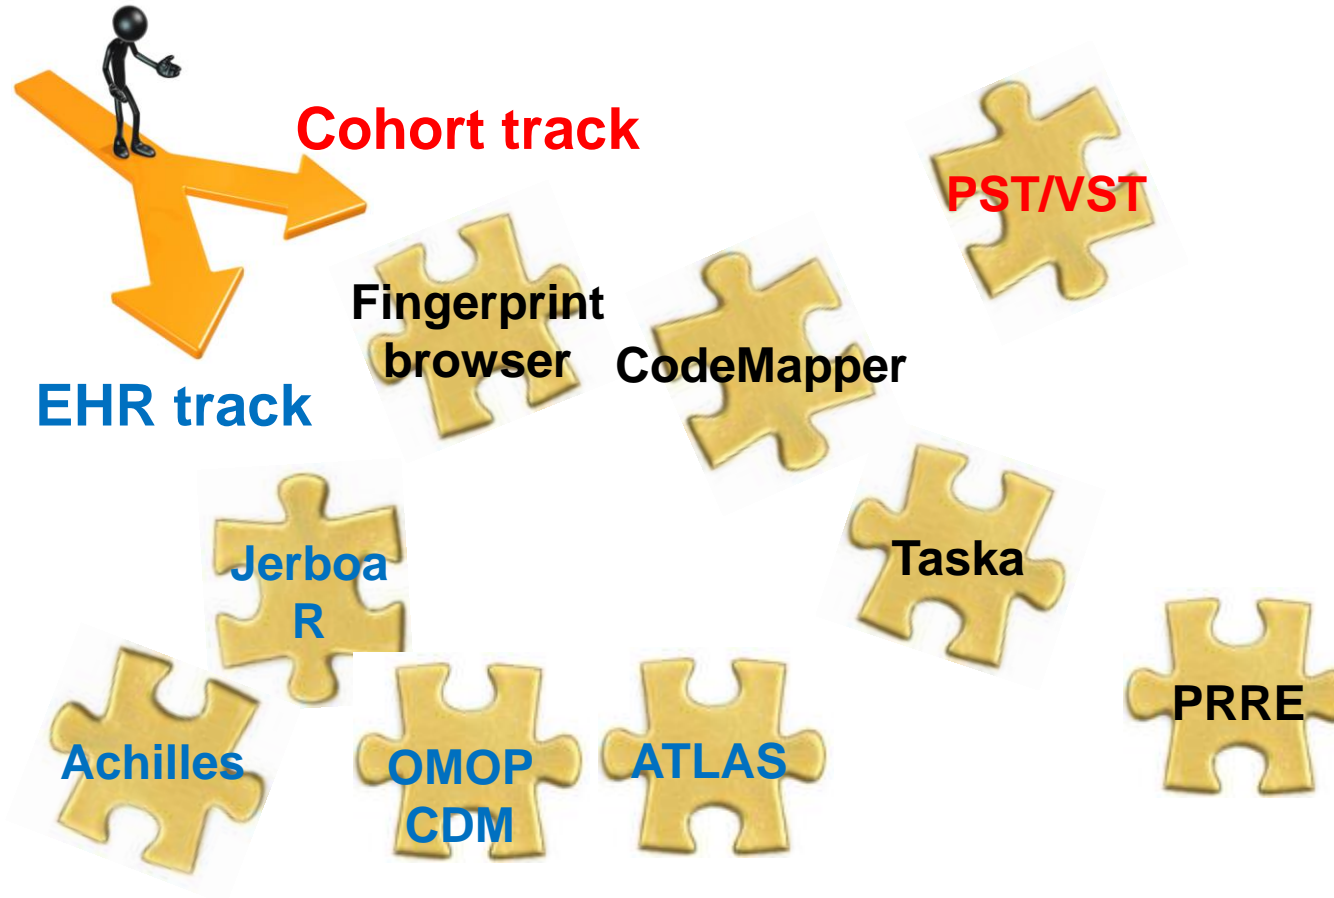 Cohort track
PST/VST
Fingerprint
browser
CodeMapper
EHR track
Taska
Jerboa
R
PRRE
Achilles
OMOP
CDM
ATLAS